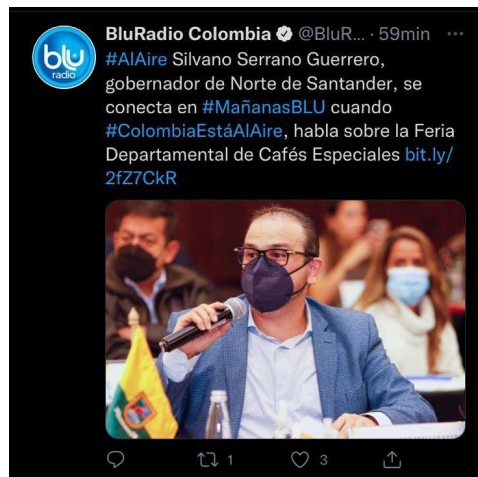 blu
radio
BluRadio Colombia @BluR... · 59min ...
#AlAire Silvano Serrano Guerrero,
gobernador de Norte de Santander, se
conecta en #MañanasBLU cuando
#ColombiaEstáAlAire, habla sobre la Feria
Departamental de Cafés Especiales bit.ly/
2fZ7CkR
1
3